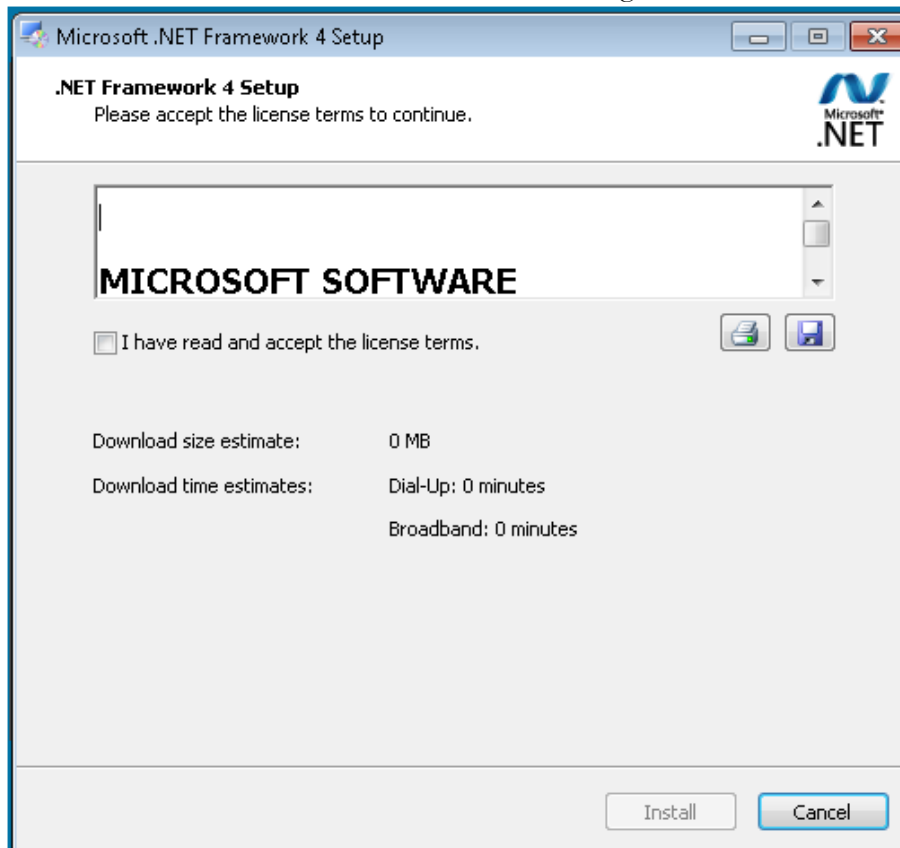 Microsoft .NET Framework 4 Setup
.NET Framework 4 Setup
Please accept the license terms to continue.
Microsoft
.NET
MICROSOFT SOFTWARE
I have read and accept the license terms.
Download size estimate: 0 MB
Download time estimates: Dial-Up: 0 minutes
Broadband: 0 minutes
Install Cancel